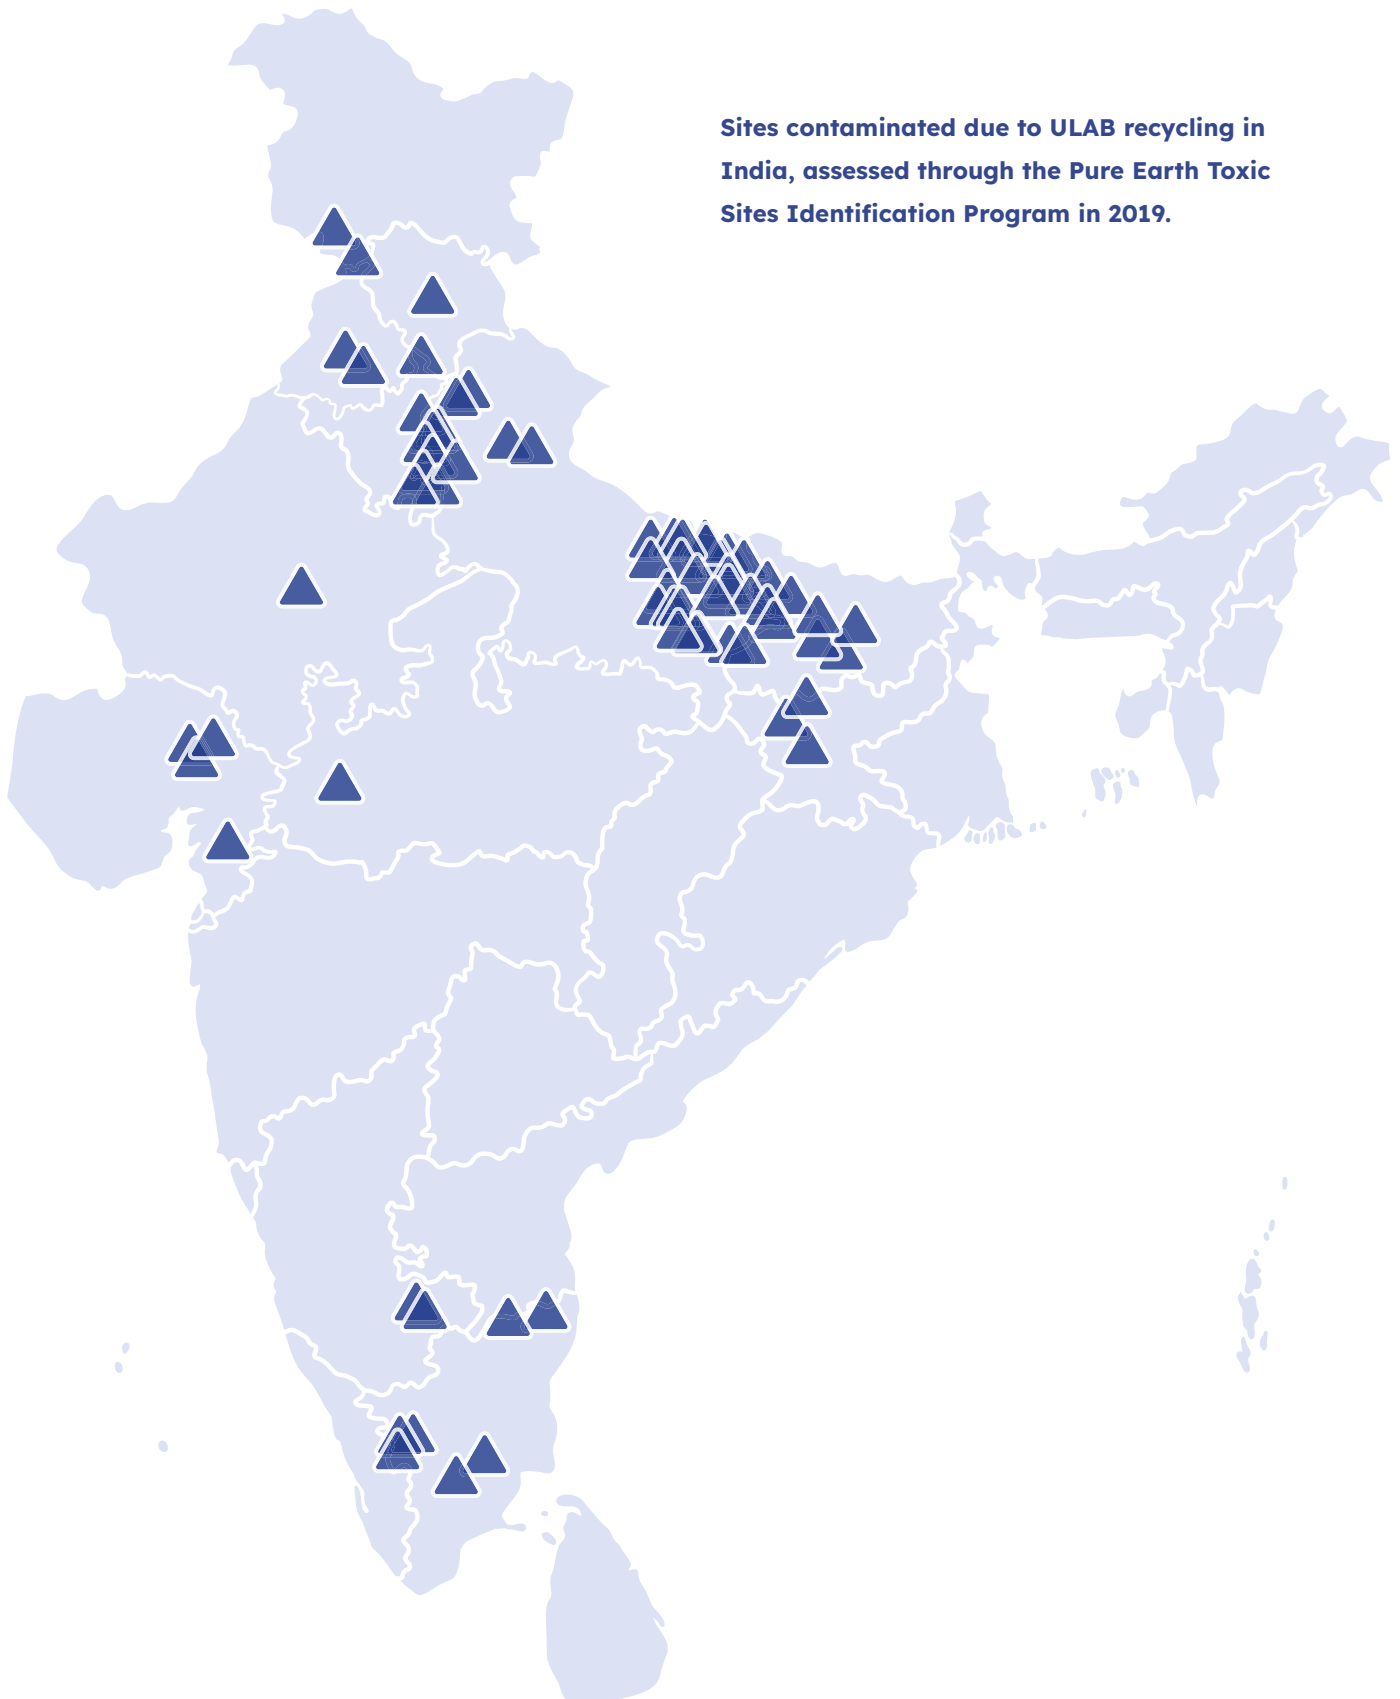 Sites contaminated due to ULAB recycling in
India, assessed through the Pure Earth Toxic
Sites Identification Program in 2019.